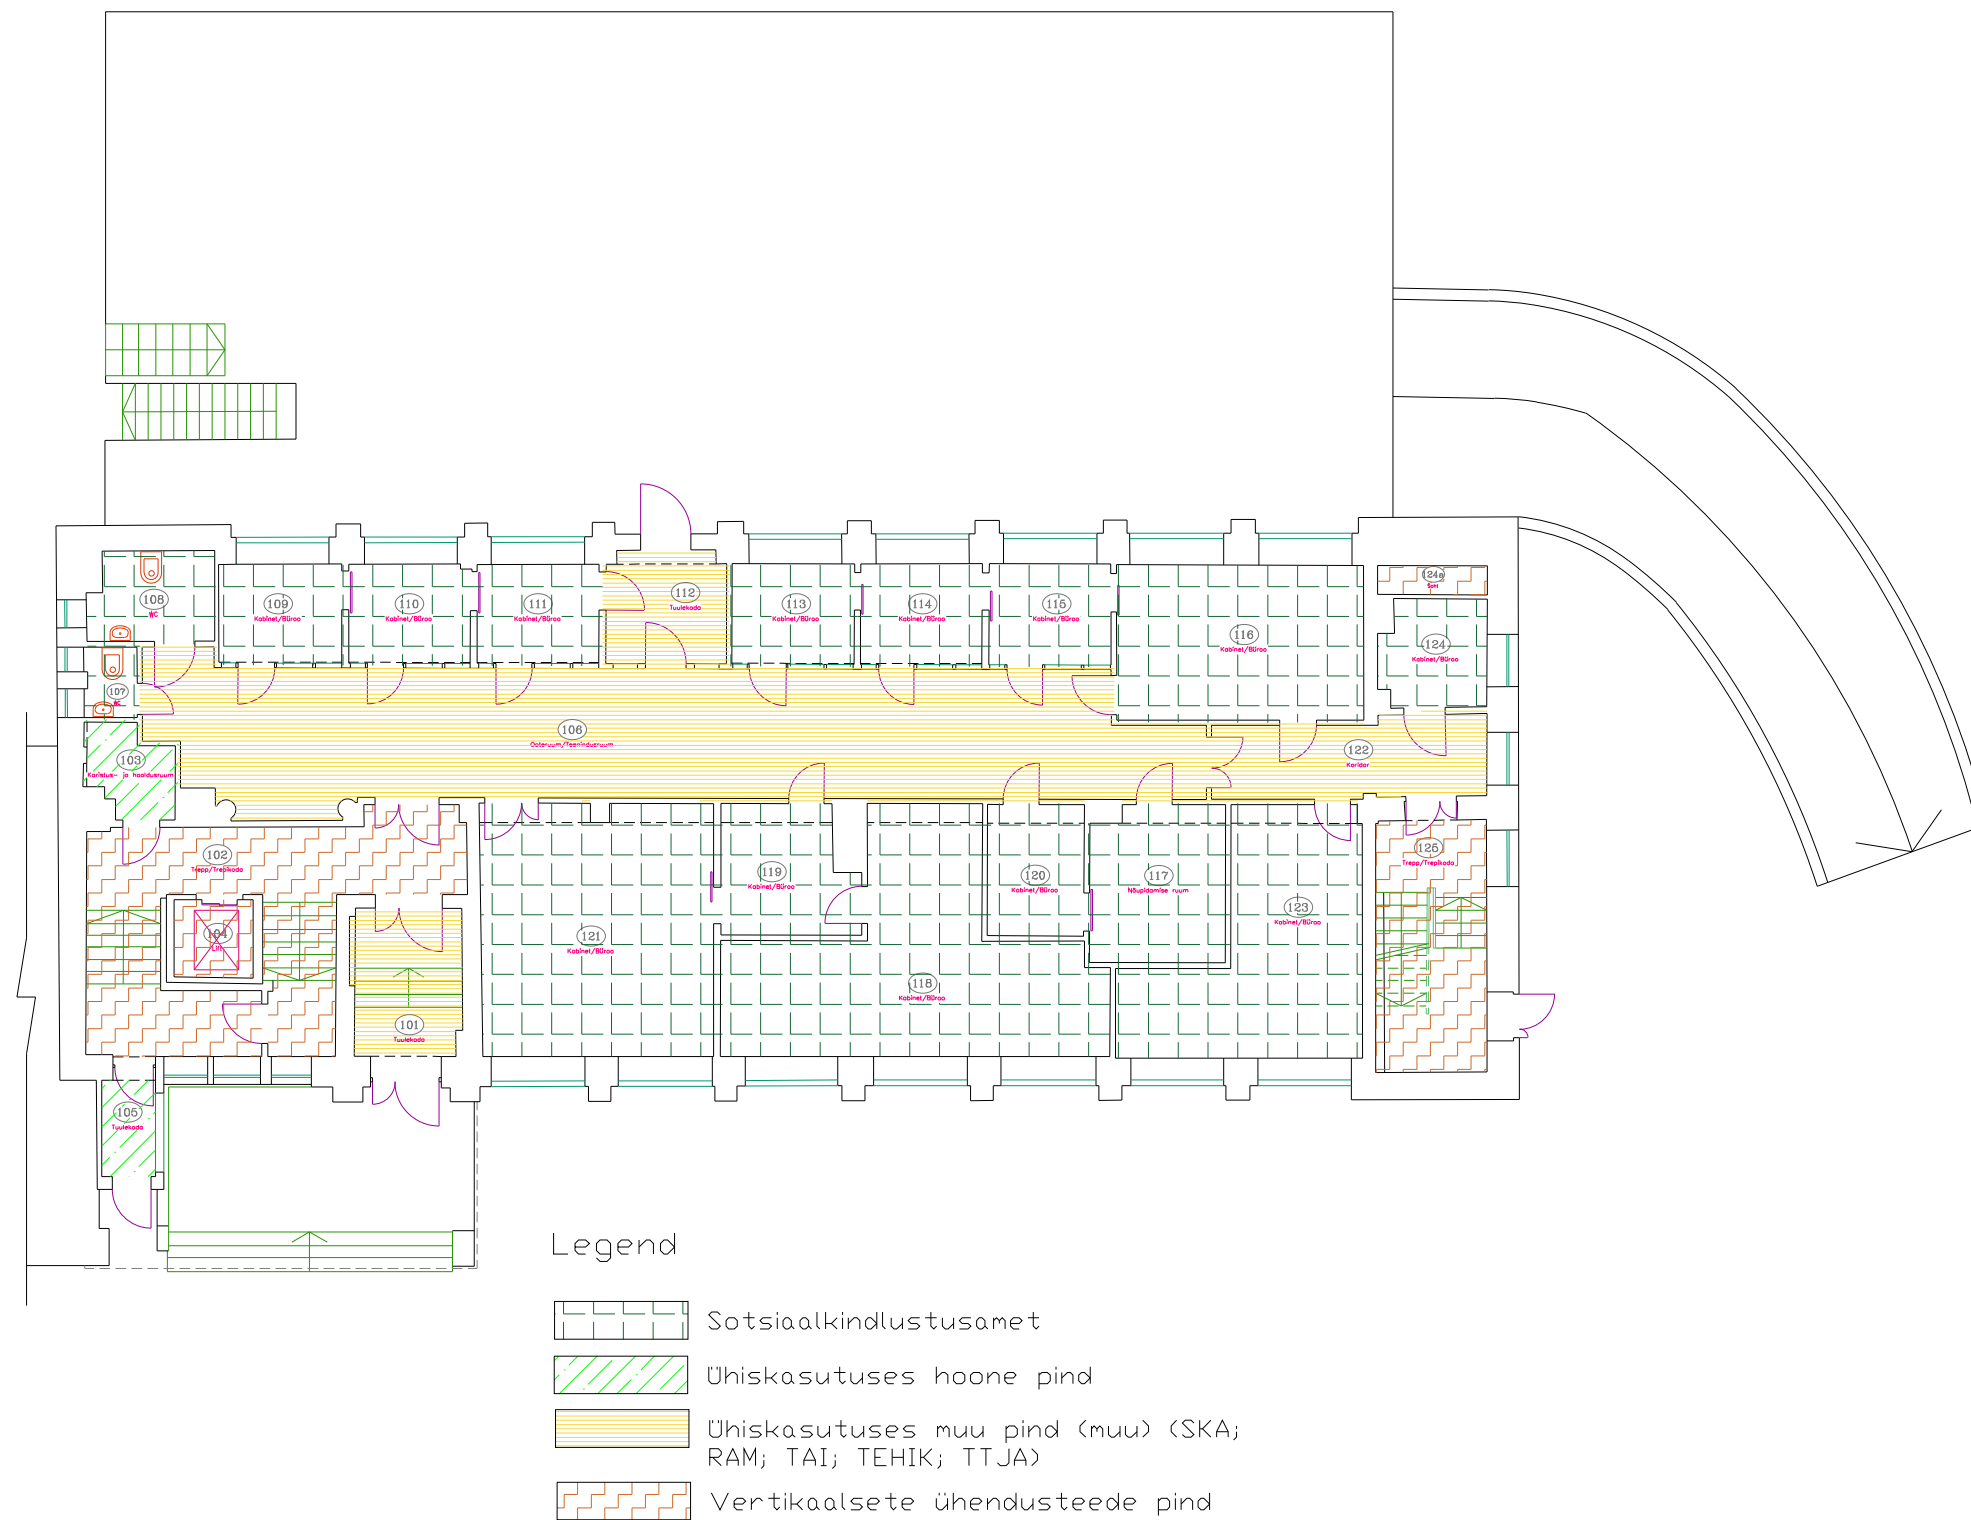 108
WC
109
Kabinet/Büroo
110
Kabinet/Büroo
111
Kabinet/Büroo
112
Tuulekoda
113
Kabinet/Büroo
114
Kabinet/Büroo
115
Kabinet/Büroo
116
Kabinet/Büroo
124a
Šaht
124
Kabinet/Büroo
107
WC
106
Ooteruum/Teenindusruum
122
Koridor
103
Koristus- ja hooldusruum
102
Trepp/Trepikoda
104
Lift
101
Tuulekoda
105
Tuulekoda
121
Kabinet/Büroo
119
Kabinet/Büroo
118
Kabinet/Büroo
120
Kabinet/Büroo
117
Nõupidamise ruum
123
Kabinet/Büroo
125
Trepp/Trepikoda
Legend
Sotsiaalkindlustusamet
Ühiskasutuses hoone pind
Ühiskasutuses muu pind (muu) (SKA;
RAM; TAI; TEHIK; TTJA)
Vertikaalsete ühendusteede pind